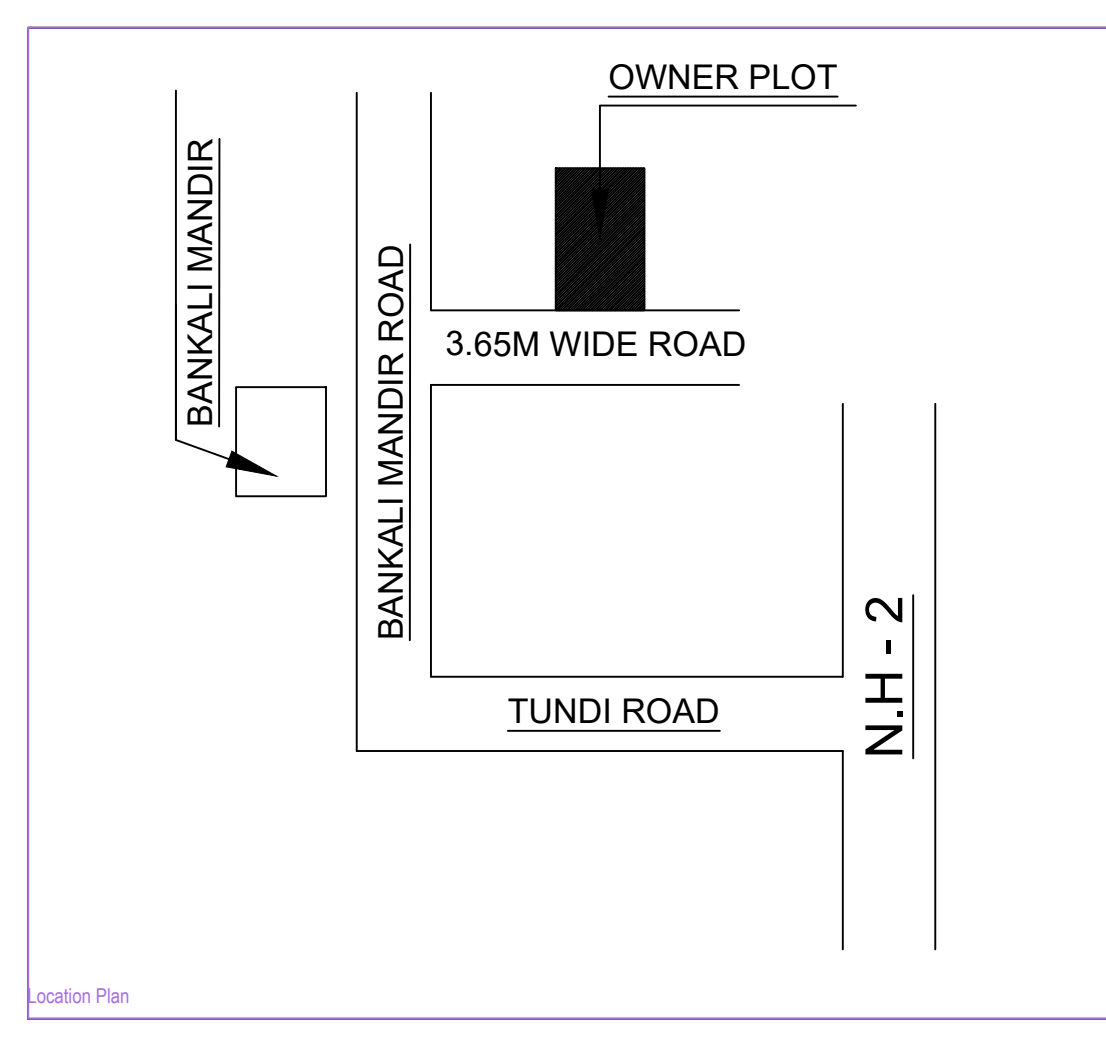 OWNER PLOT
BANKALI MANDIR
BANKALI MANDIR ROAD
3.65M WIDE ROAD
N.H - 2
TUNDI ROAD
Location Plan